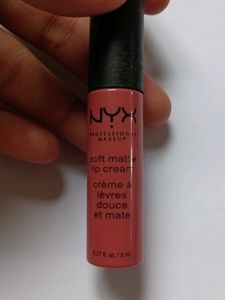 NYX
PROFESSIONAL
MAKEUP
soft matte
lip cream
crème à
lèvres
douce
et mate
0.27 fl. oz / 8 ml